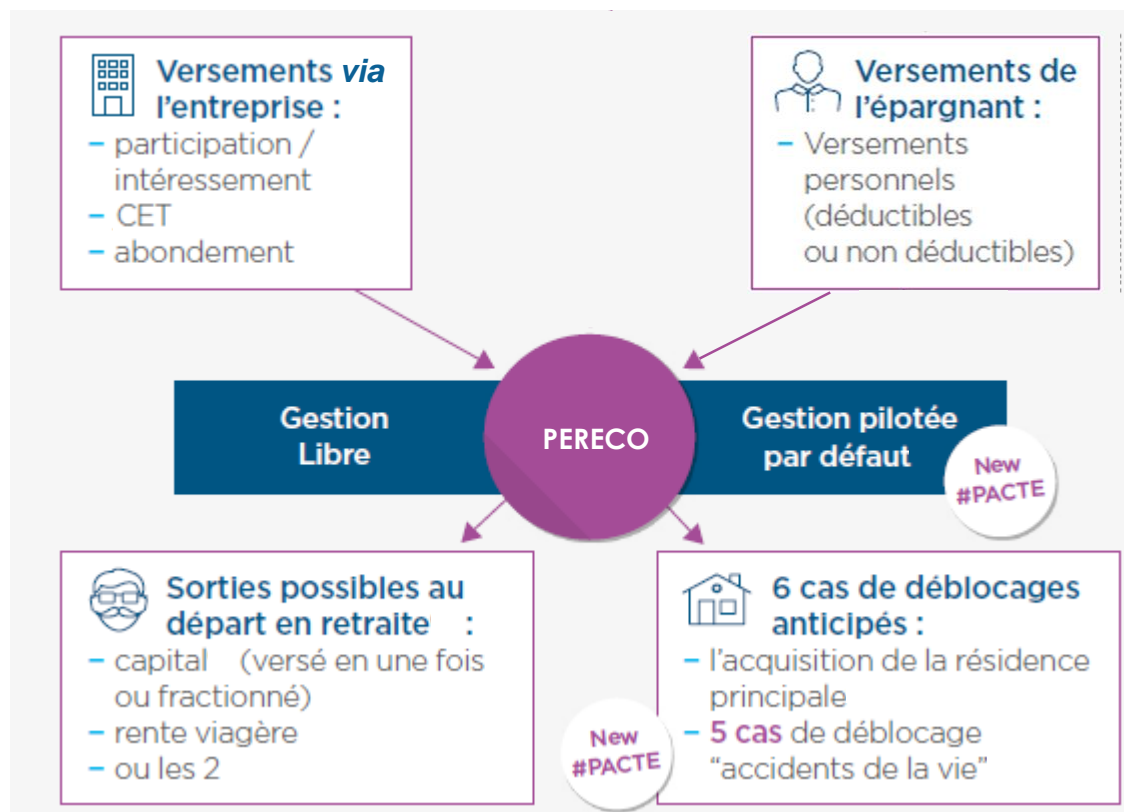 Versements via
l'entreprise :
– participation /
intéressement
– CET
– abondement
Versements de
l'épargnant :
– Versements
personnels
(déductibles
ou non déductibles)
Gestion
Libre
PERECO
Gestion pilotée
par défaut
New
#PACTE
Sorties possibles au
départ en retraite :
– capital (versé en une fois
ou fractionné)
– rente viagère
– ou les 2
New
#PACTE
6 cas de déblocages
anticipés :
– l'acquisition de la résidence
principale
– 5 cas de déblocage
"accidents de la vie"